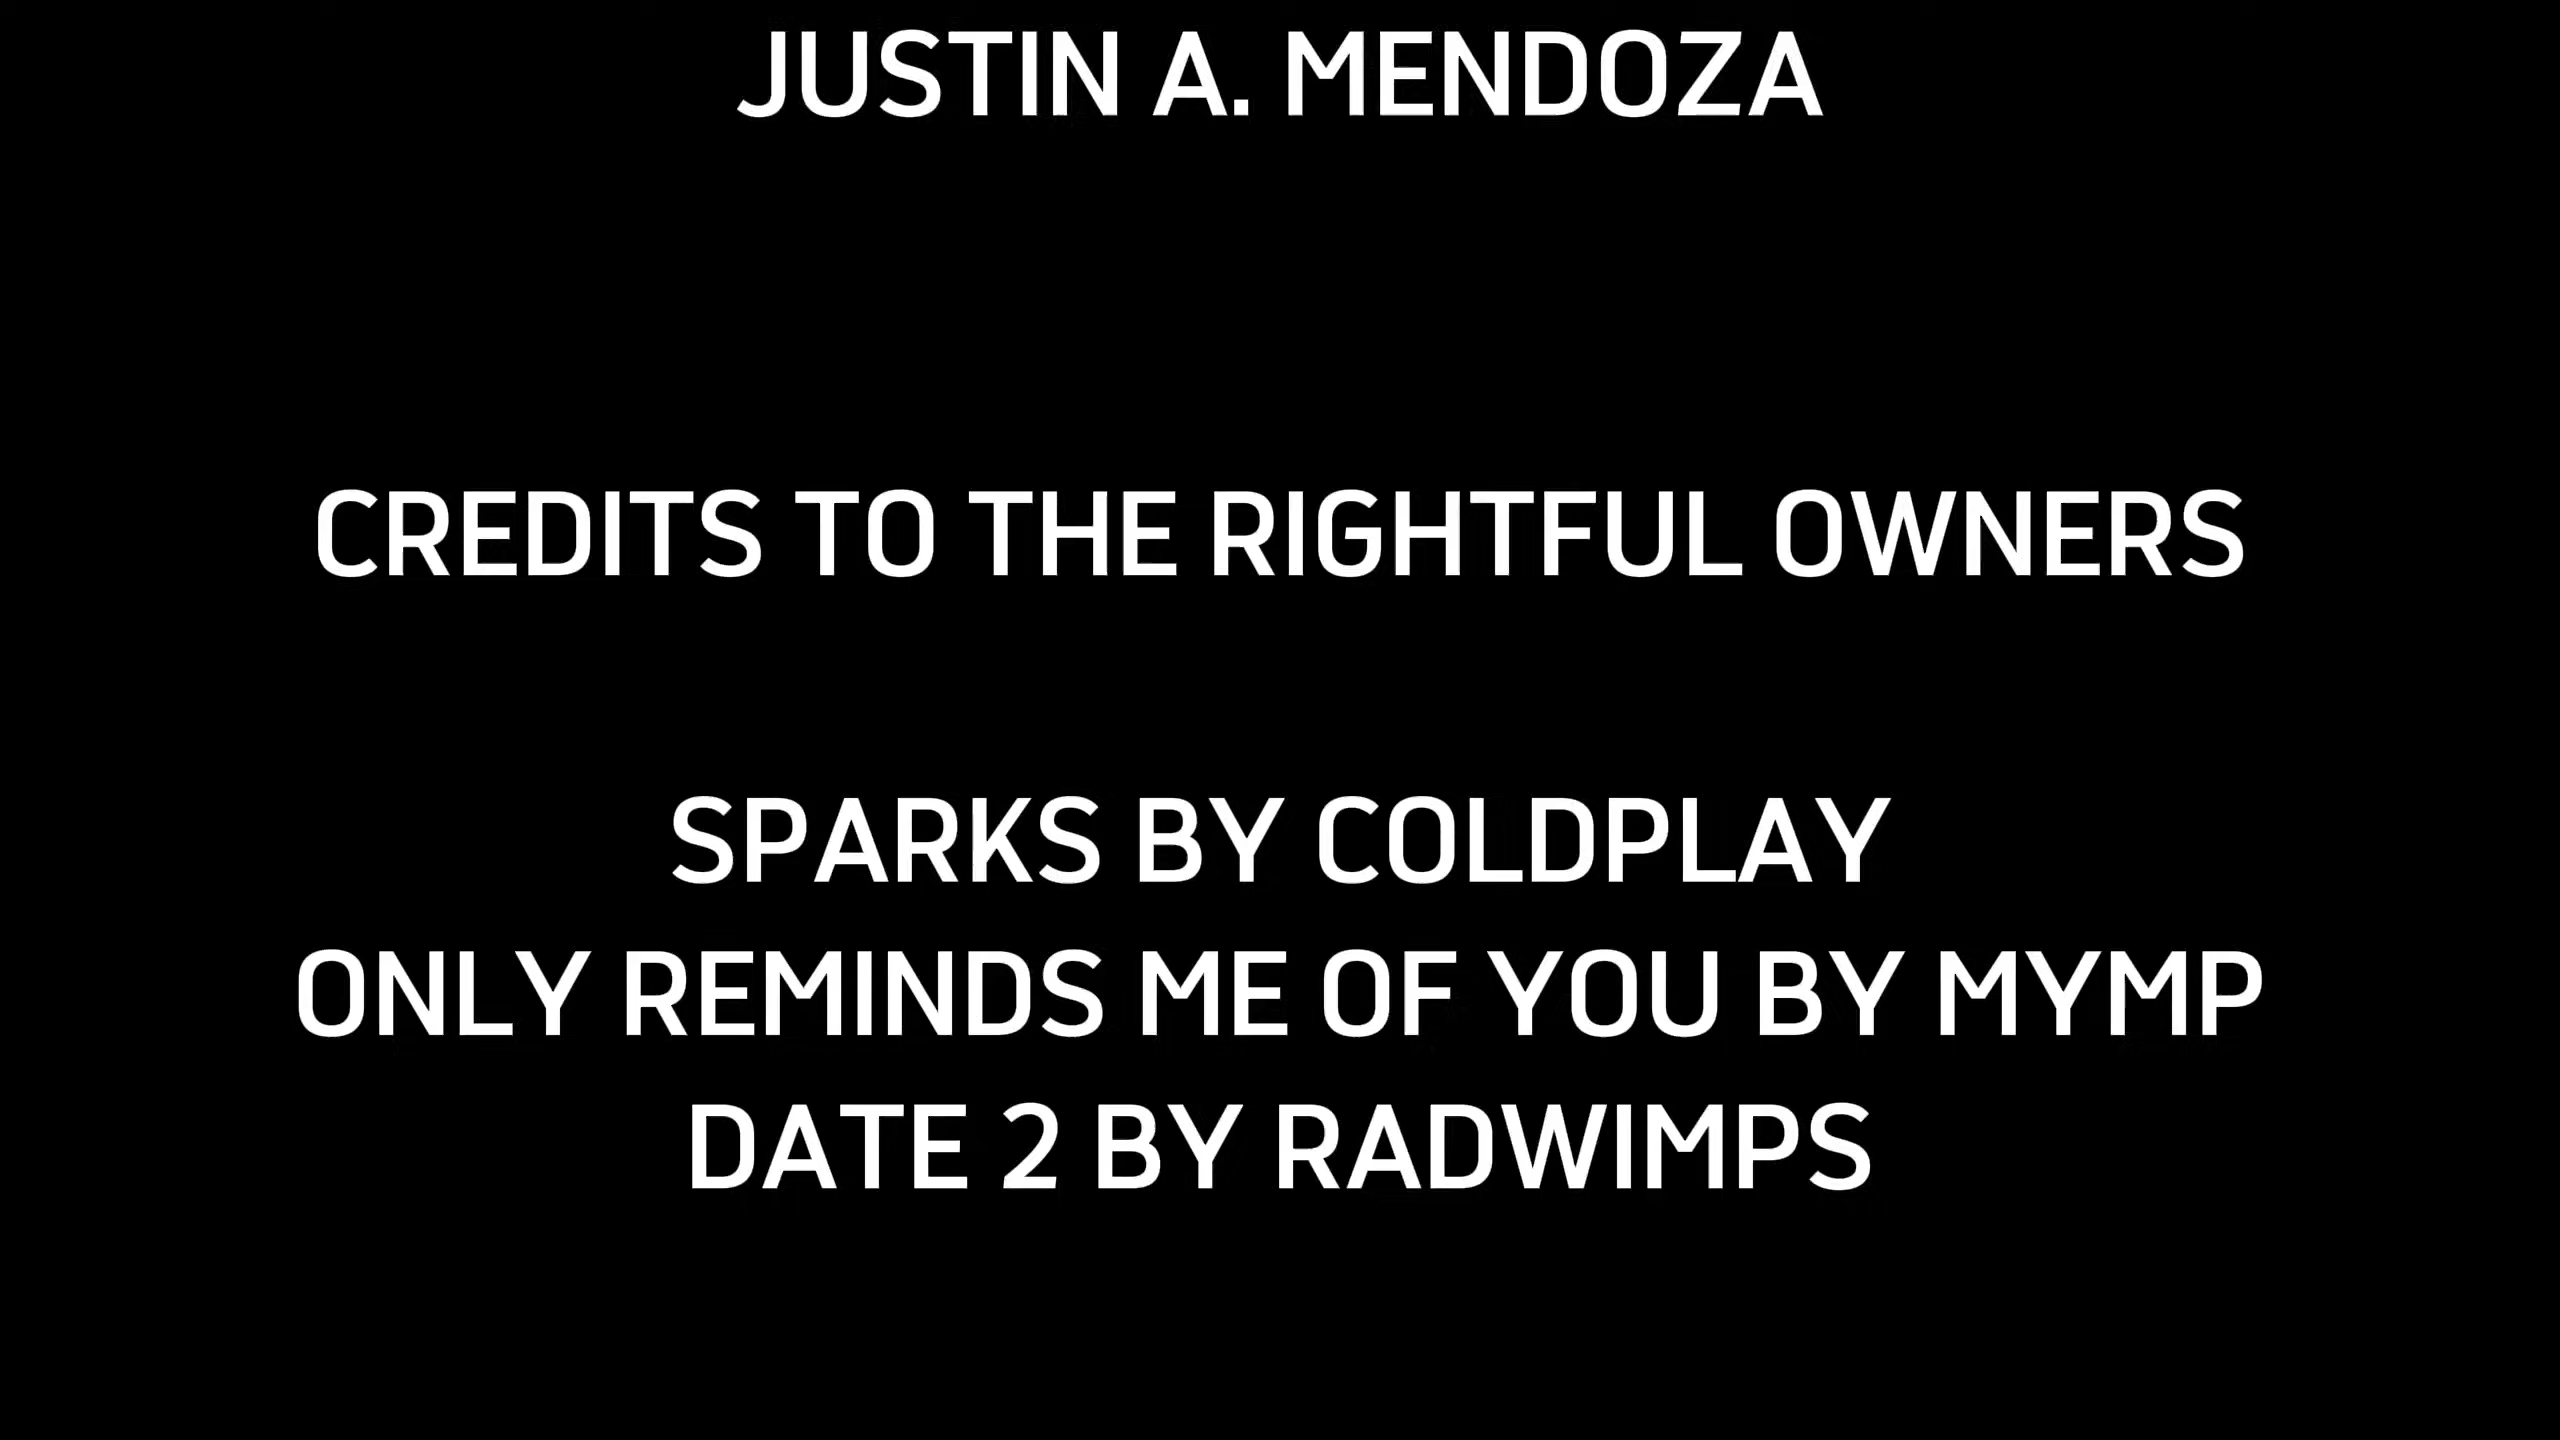 JUSTIN A. MENDOZA
CREDITS TO THE RIGHTFUL OWNERS
SPARKS BY COLDPLAY
ONLY REMINDS ME OF YOU BY MYMP
DATE 2 BY RADWIMPS